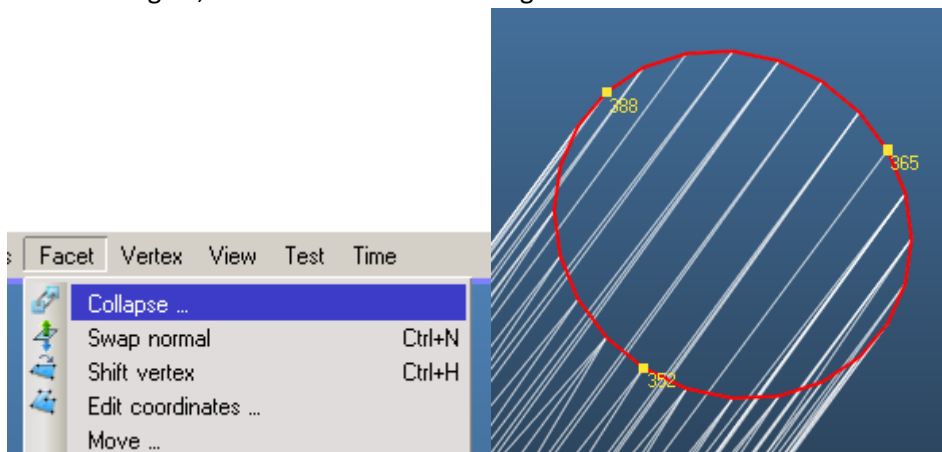 Facet Vertex View Test Time
Collapse ...
Swap normal Ctrl+N
Shift vertex Ctrl+H
Edit coordinates ...
Move ...
388
365
352